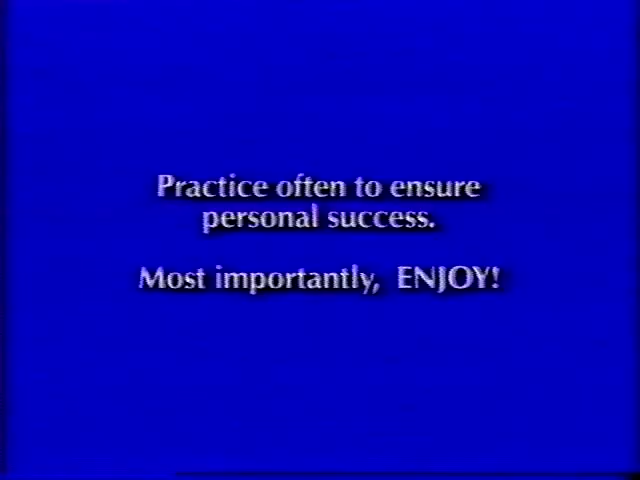 Practice often to ensure
personal success.
Most importantly, ENJOY!